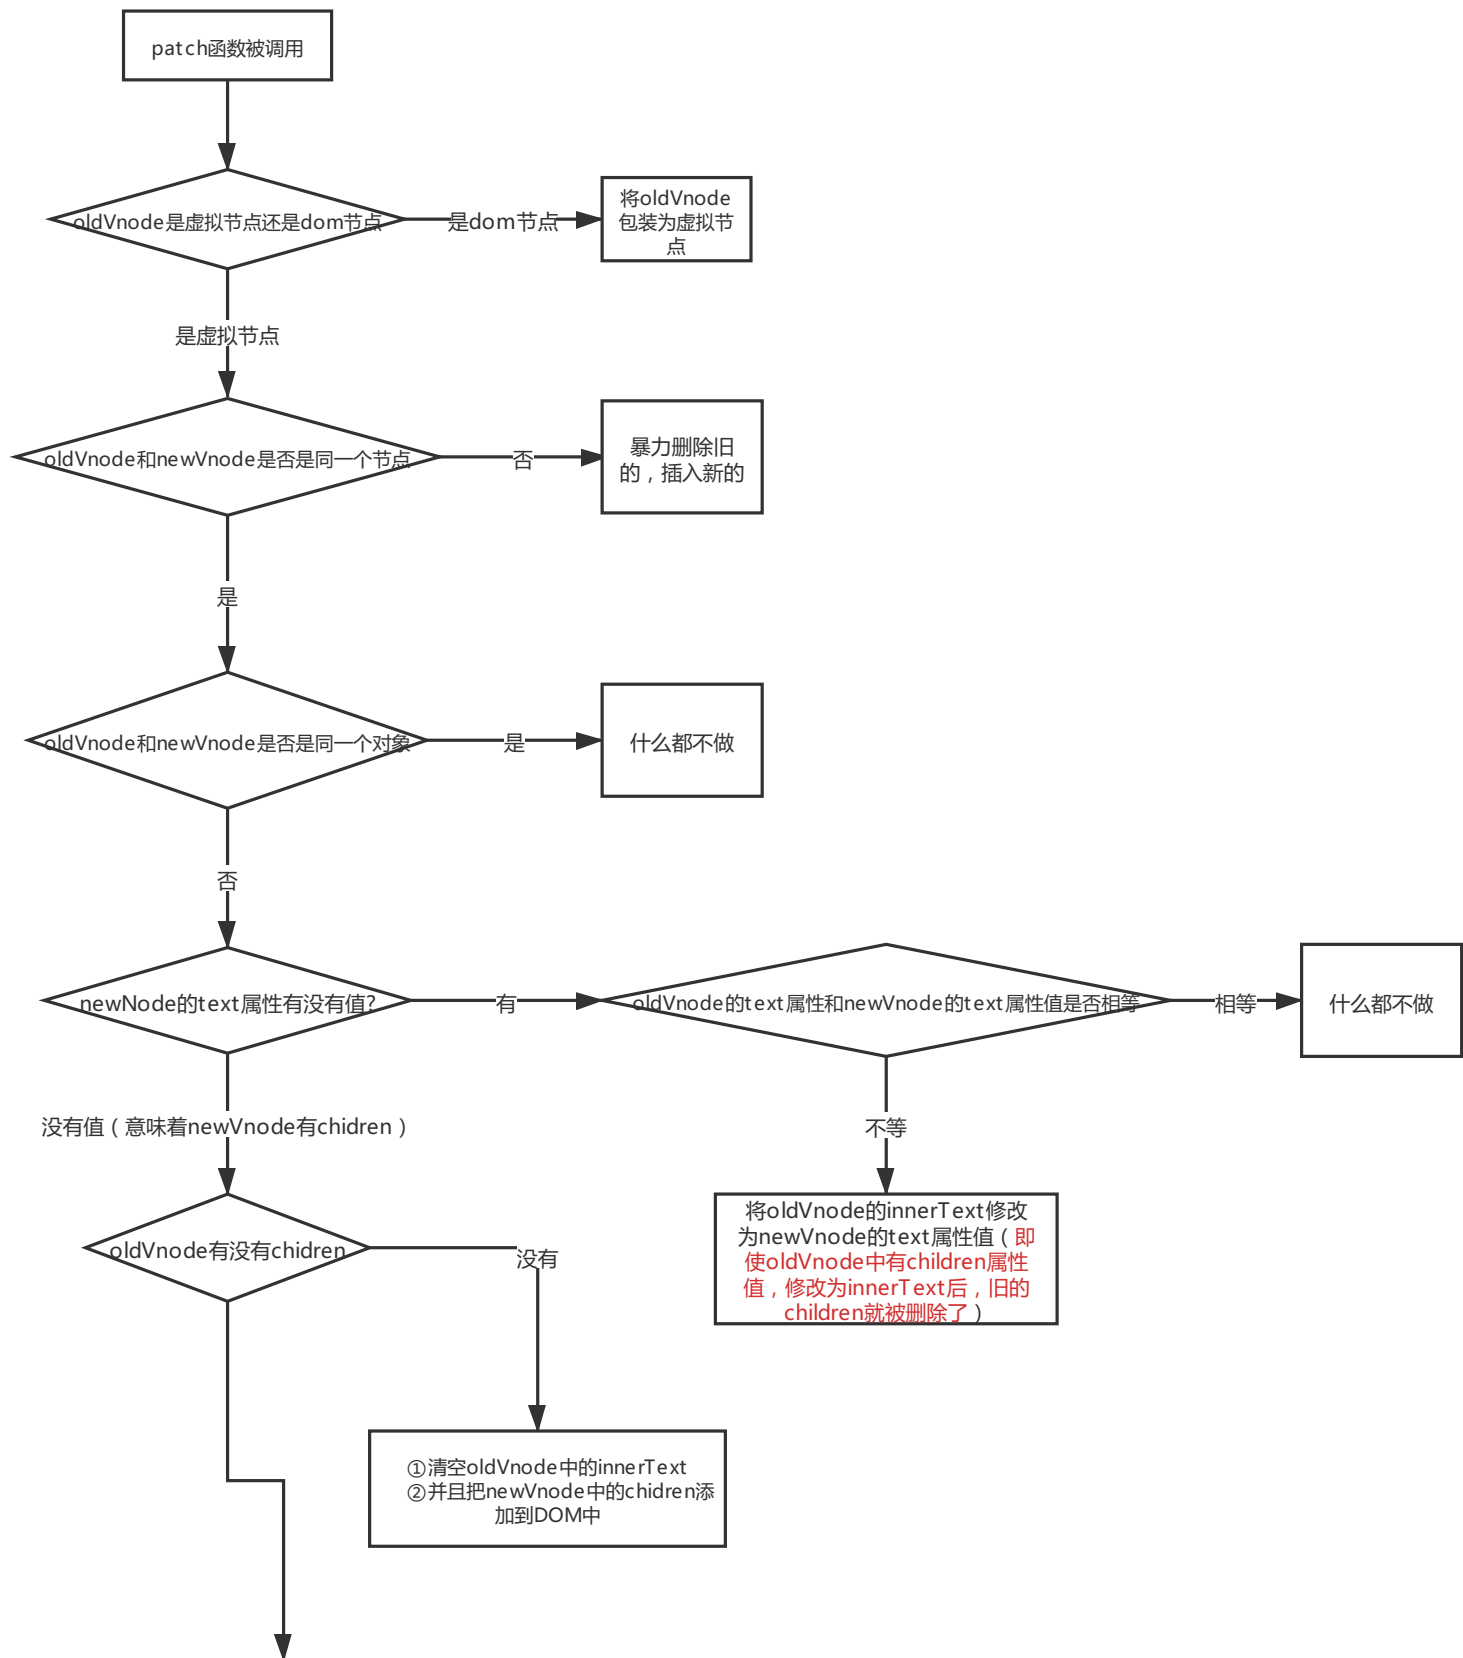 patch函数被调用
oldVnode是虚拟节点还是dom节点
是dom节点
将oldVnode
包装为虚拟节
点
是虚拟节点
oldVnode和newVnode是否是同一个节点
否
暴力删除旧
的，插入新的
是
oldVnode和newVnode是否是同一个对象
是
什么都不做
否
newNode的text属性有没有值?
有
oldVnode的text属性和newVnode的text属性值是否相等
相等
什么都不做
没有值（意味着newVnode有chidren）
不等
将oldVnode的innerText修改
为newVnode的text属性值（即
使oldVnode中有children属性
值，修改为innerText后，旧的
children就被删除了）
oldVnode有没有chidren
没有
①清空oldVnode中的innerText
②并且把newVnode中的chidren添
加到DOM中